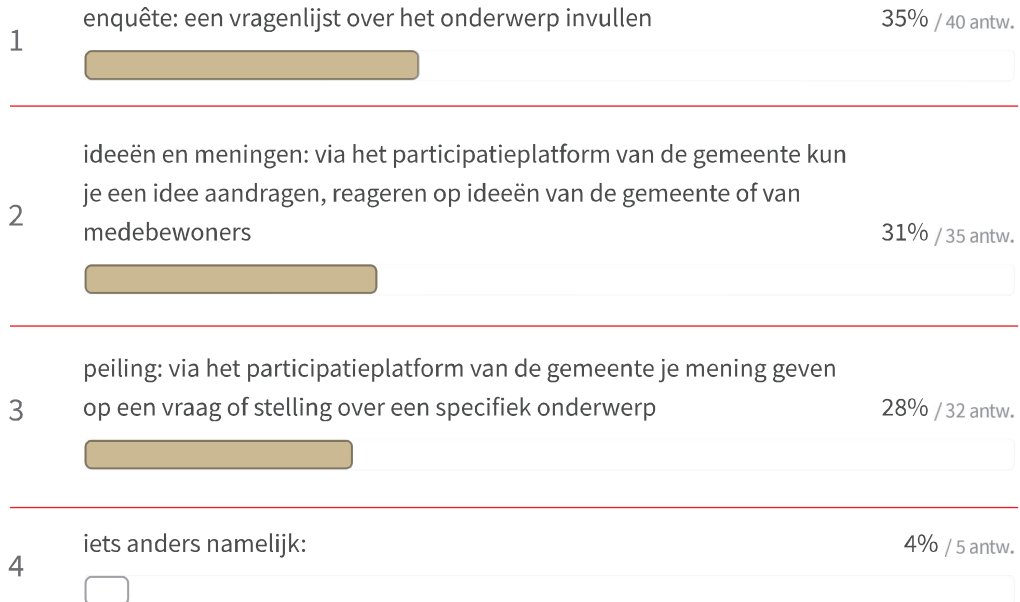 1
enquête: een vragenlijst over het onderwerp invullen 35% / 40 antw.
2
ideeën en meningen: via het participatieplatform van de gemeente kun
je een idee aandragen, reageren op ideeën van de gemeente of van
medebewoners 31% / 35 antw.
3
peiling: via het participatieplatform van de gemeente je mening geven
op een vraag of stelling over een specifiek onderwerp 28% / 32 antw.
4
iets anders namelijk: 4% / 5 antw.